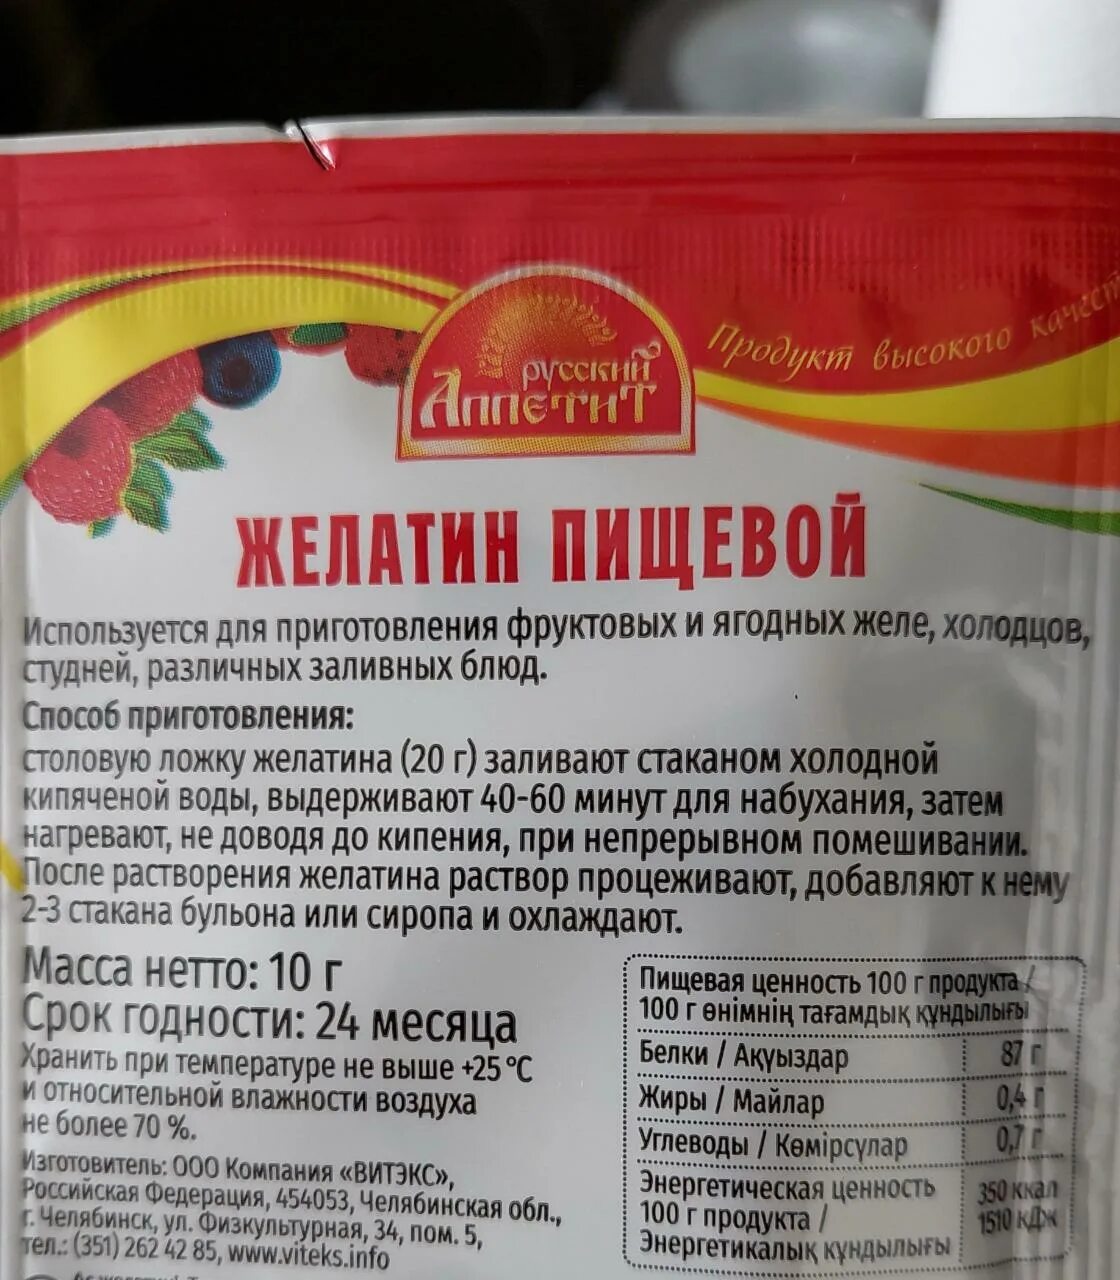 русский
Аппетит
Продукт высокого
ЖЕЛАТИН ПИЩЕВОЙ
Используется для приготовления фруктовых и ягодных желе, холодцов,
студней, различных заливных блюд.
Способ приготовления:
столовую ложку желатина (20 г) заливают стаканом холодной
кипяченой воды, выдерживают 40-60 минут для набухания, затем
нагревают, не доводя до кипения, при непрерывном помешивании.
После растворения желатина раствор процеживают, добавляют к нему
2-3 стакана бульона или сиропа и охлаждают.
Масса нетто: 10 г
Срок годности: 24 месяца
Хранить при температуре не выше +25 °С
и относительной влажности воздуха
не более 70 %.
Изготовитель: ООО Компания «ВИТЭКС»,
Российская Федерация, 454053, Челябинская обл.,
г. Челябинск, ул. Физкультурная, 34, пом. 5,
тел.: (351) 262 42 85, www.viteks.info
Пищевая ценность 100 г продукта /
100 г өнімнің тағамдық құндылығы
Белки / Ақуыздар 87 г
Жиры / Майлар 0,4 г
Углеводы / Көмірсулар 0,7 г
Энергетическая ценность 350 ккал
100 г продукта / 1510 кДж
Энергетикалық құндылығы